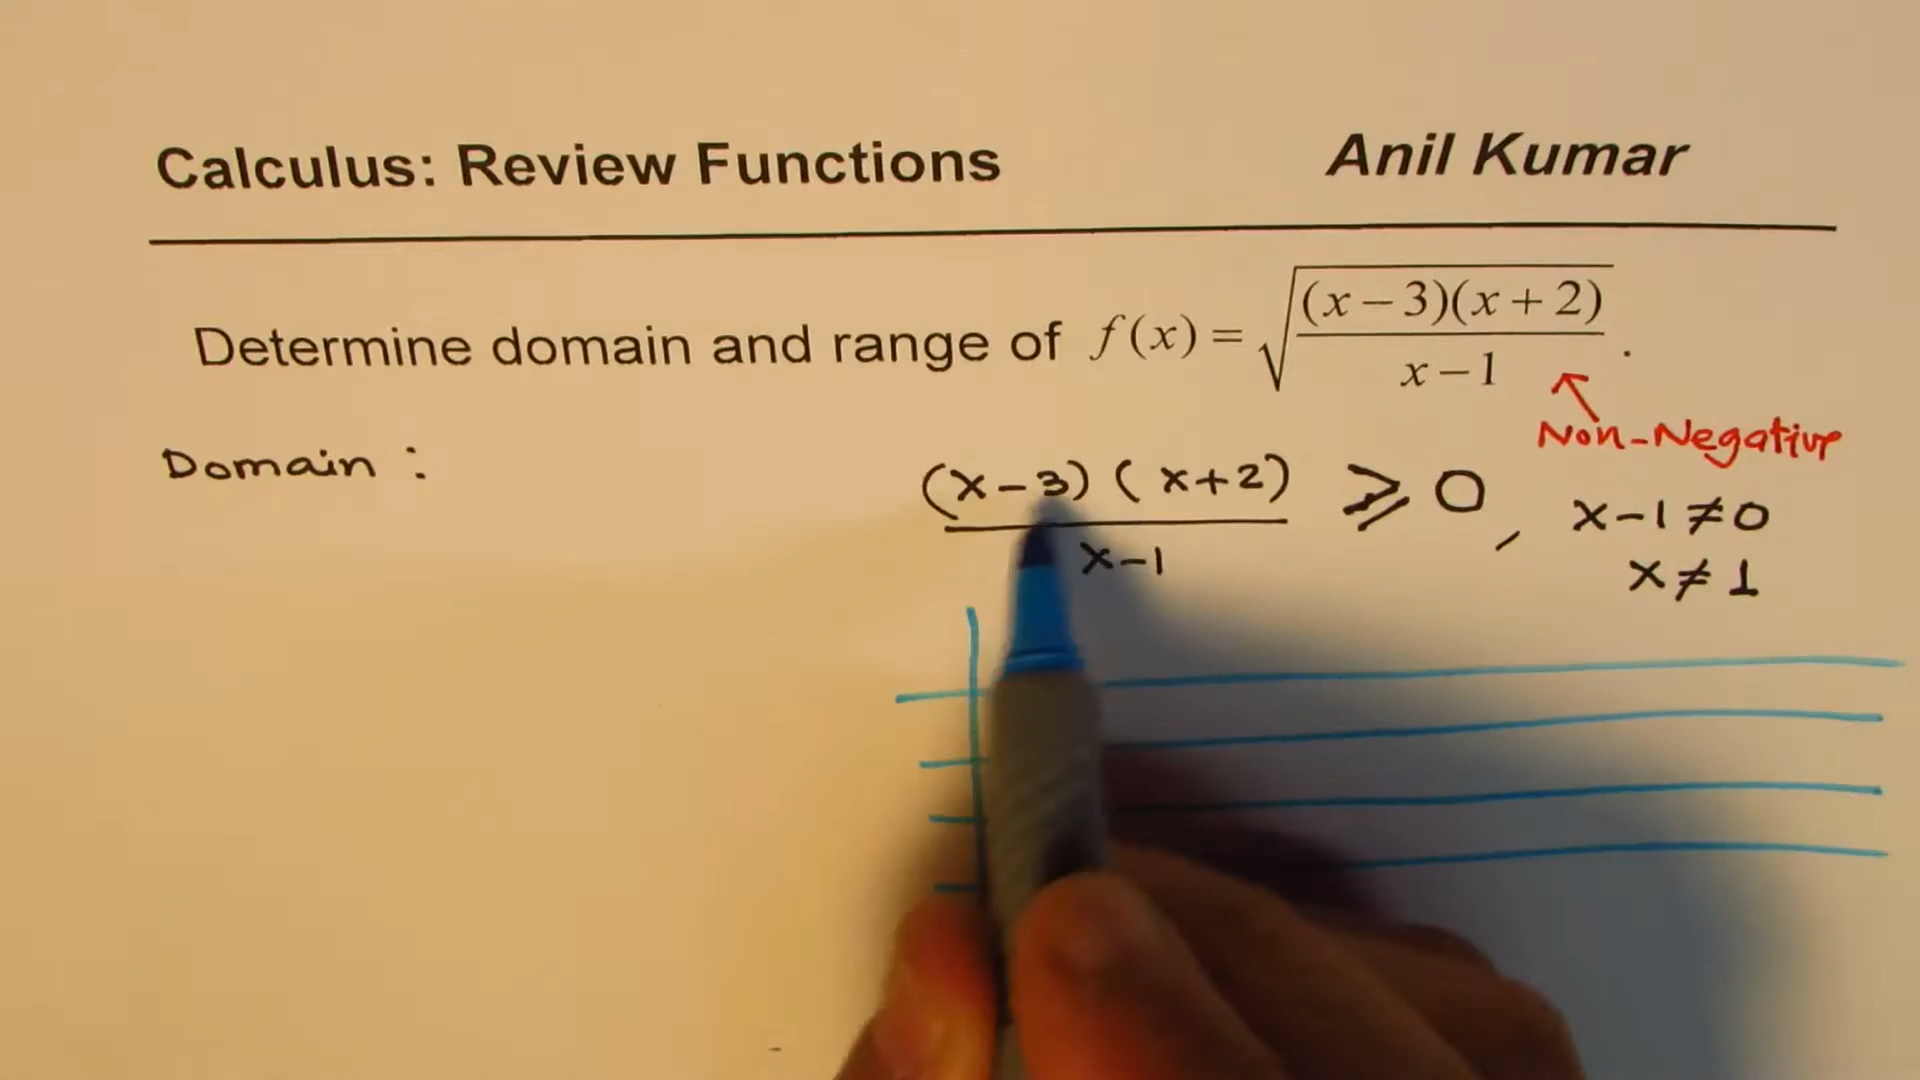 Calculus: Review Functions Anil Kumar
Determine domain and range of f(x) = √((x−3)(x+2)/(x−1)).
Non-Negative
Domain : (x-3)(x+2)/(x-1) ⩾ 0, x-1≠0
x≠1